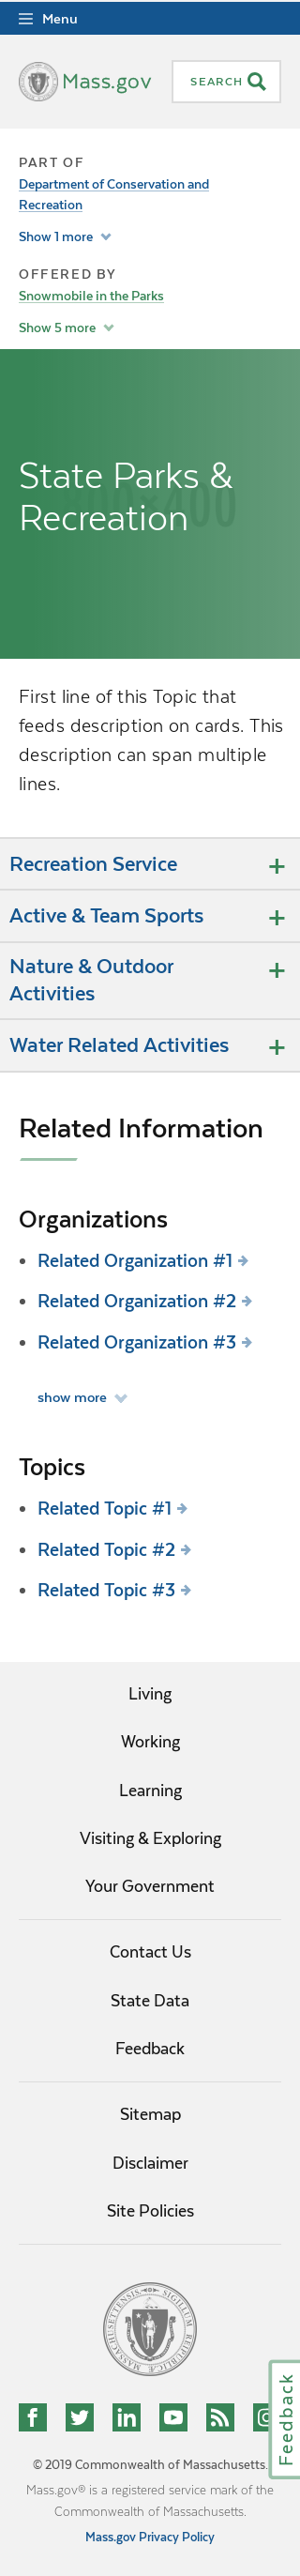 Menu
Mass.gov
SEARCH
PART OF
Department of Conservation and
Recreation
Show 1 more
OFFERED BY
Snowmobile in the Parks
Show 5 more
State Parks &
Recreation
First line of this Topic that
feeds description on cards. This
description can span multiple
lines.
Recreation Service
Active & Team Sports
Nature & Outdoor
Activities
Water Related Activities
Related Information
Organizations
Related Organization #1
Related Organization #2
Related Organization #3
show more
Topics
Related Topic #1
Related Topic #2
Related Topic #3
Living
Working
Learning
Visiting & Exploring
Your Government
Contact Us
State Data
Feedback
Sitemap
Disclaimer
Site Policies
Feedback
© 2019 Commonwealth of Massachusetts.
Mass.gov® is a registered service mark of the
Commonwealth of Massachusetts.
Mass.gov Privacy Policy